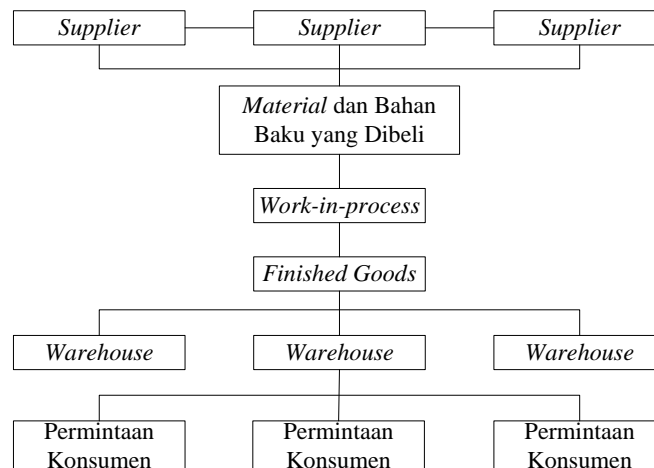 Supplier
Supplier
Supplier
Material dan Bahan
Baku yang Dibeli
Work-in-process
Finished Goods
Warehouse
Warehouse
Warehouse
Permintaan
Konsumen
Permintaan
Konsumen
Permintaan
Konsumen